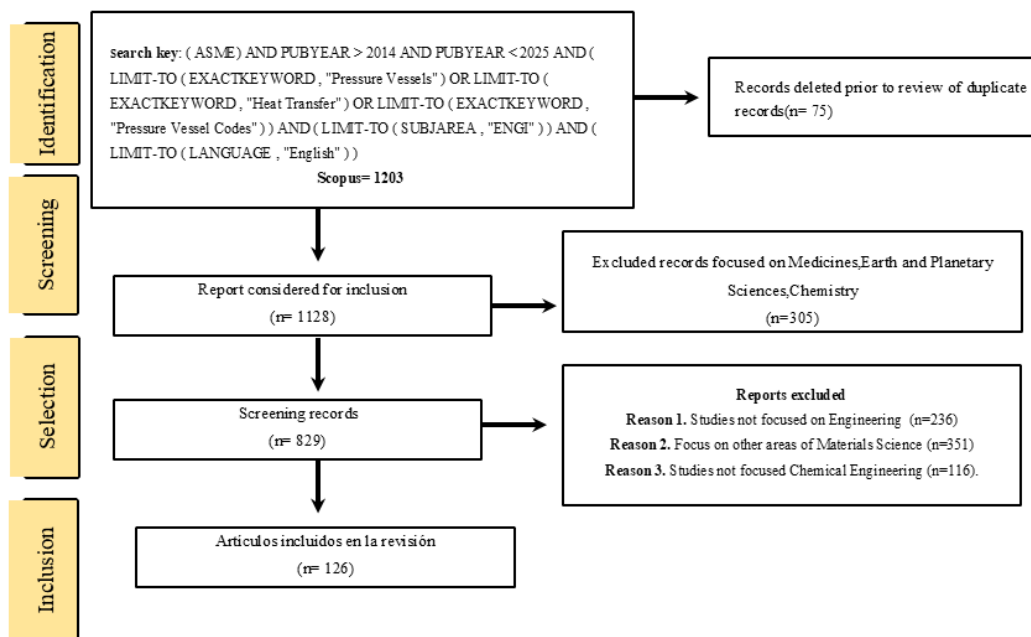 Identification
Search key: ( ASME) AND PUBYEAR > 2014 AND PUBYEAR <2025 AND (
LIMIT-TO ( EXACTKEYWORD , "Pressure Vessels") OR LIMIT-TO (
EXACTKEYWORD , "Heat Transfer") OR LIMIT-TO ( EXACTKEYWORD ,
"Pressure Vessel Codes" ) ) AND ( LIMIT-TO ( SUBJAREA , "ENGI" ) ) AND (
LIMIT-TO ( LANGUAGE , "English" ) )
Scopus= 1203
Records deleted prior to review of duplicate
records(n= 75)
Screening
Report considered for inclusion
(n= 1128)
Excluded records focused on Medicines,Earth and Planetary
Sciences,Chemistry
(n=305)
Selection
Screening records
(n= 829)
Reports excluded
Reason 1. Studies not focused on Engineering (n=236)
Reason 2. Focus on other areas of Materials Science (n=351)
Reason 3. Studies not focused Chemical Engineering (n=116).
Inclusion
Artículos incluidos en la revisión
(n= 126)